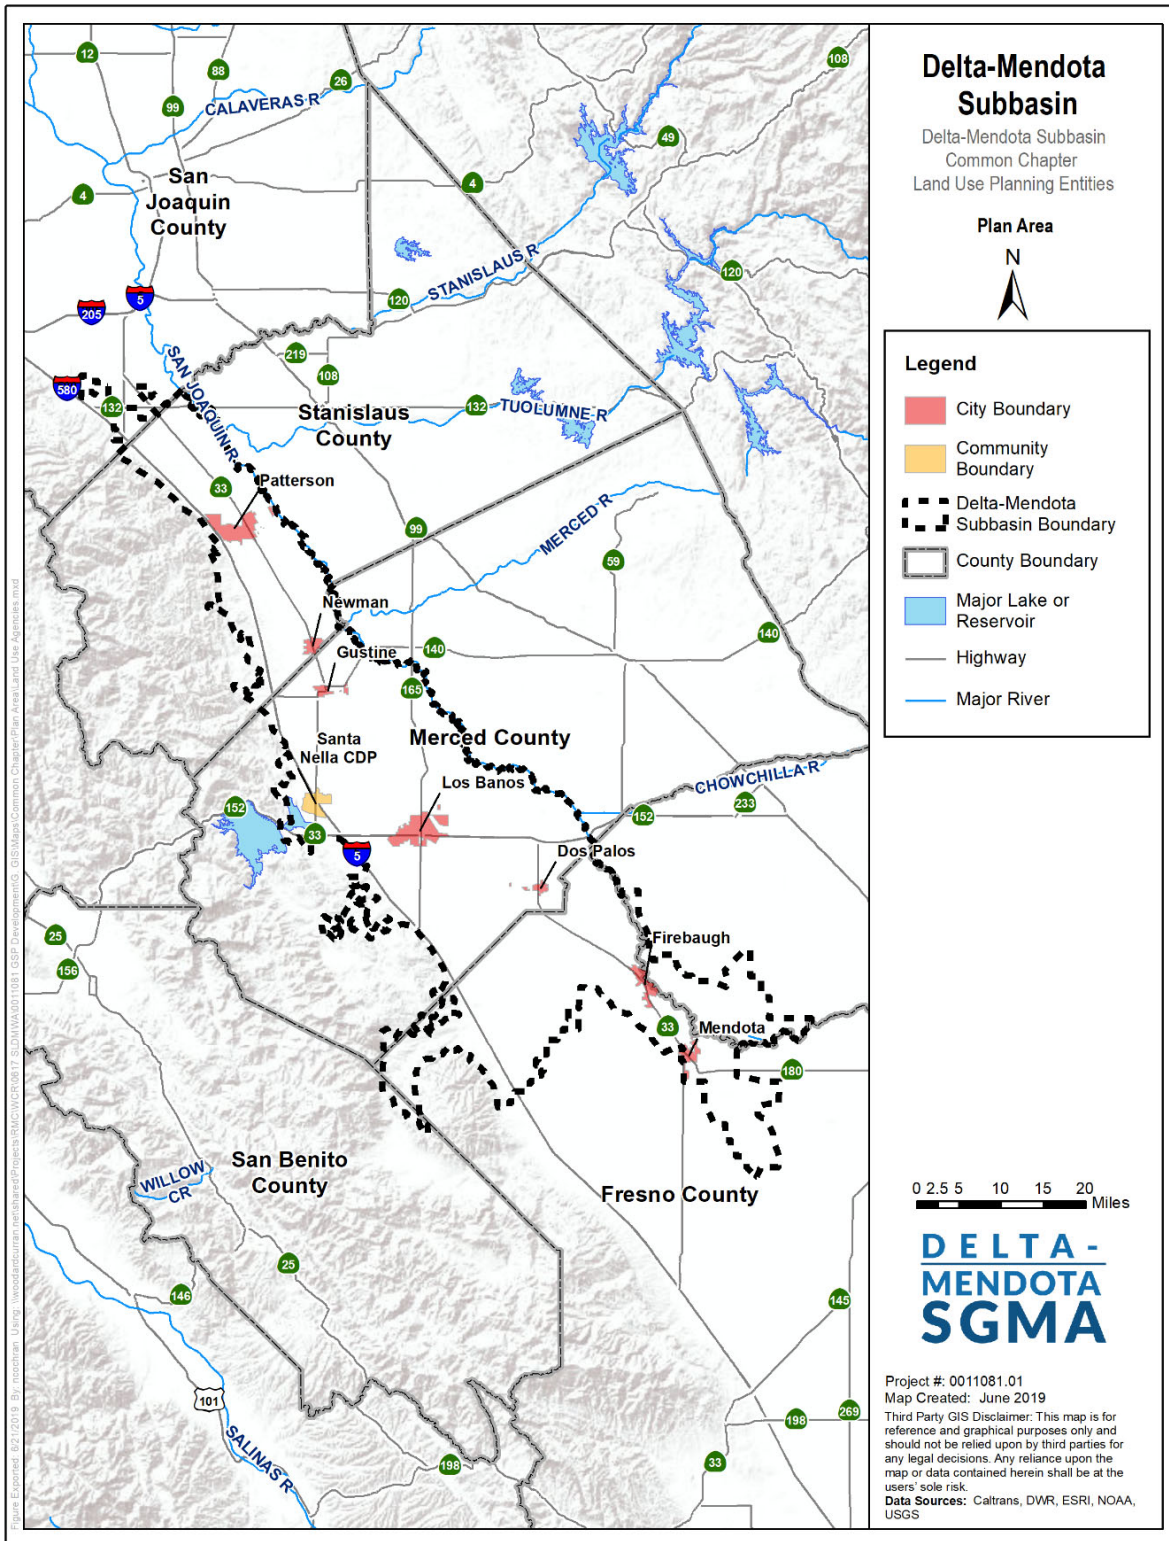 Delta-Mendota
Subbasin
Delta-Mendota Subbasin
Common Chapter
Land Use Planning Entities
Plan Area
N
Legend
City Boundary
Community
Boundary
Delta-Mendota
Subbasin Boundary
County Boundary
Major Lake or
Reservoir
Highway
Major River
0 2.5 5 10 15 20
Miles
DELTA-
MENDOTA
SGMA
Project #: 0011081.01
Map Created: June 2019
Third Party GIS Disclaimer: This map is for
reference and graphical purposes only and
should not be relied upon by third parties for
any legal decisions. Any reliance upon the
map or data contained herein shall be at the
users' sole risk.
Data Sources: Caltrans, DWR, ESRI, NOAA,
USGS
12
88
26
108
99
CALAVERAS R
49
San
Joaquin
County
4
4
STANISLAUS R
120
120
5
205
SAN JOAQUIN R
219
108
580
132
Stanislaus
County
132
TUOLUMNE R
33
Patterson
99
MERCED R
59
Newman
140
140
Gustine
165
Santa
Nella CDP
Merced County
Los Banos
CHOWCHILLA R
152
233
152
33
5
Dos Palos
25
156
Firebaugh
33
Mendota
180
San Benito
County
WILLOW
CR
Fresno County
25
146
145
101
SALINAS R
198
198
269
33